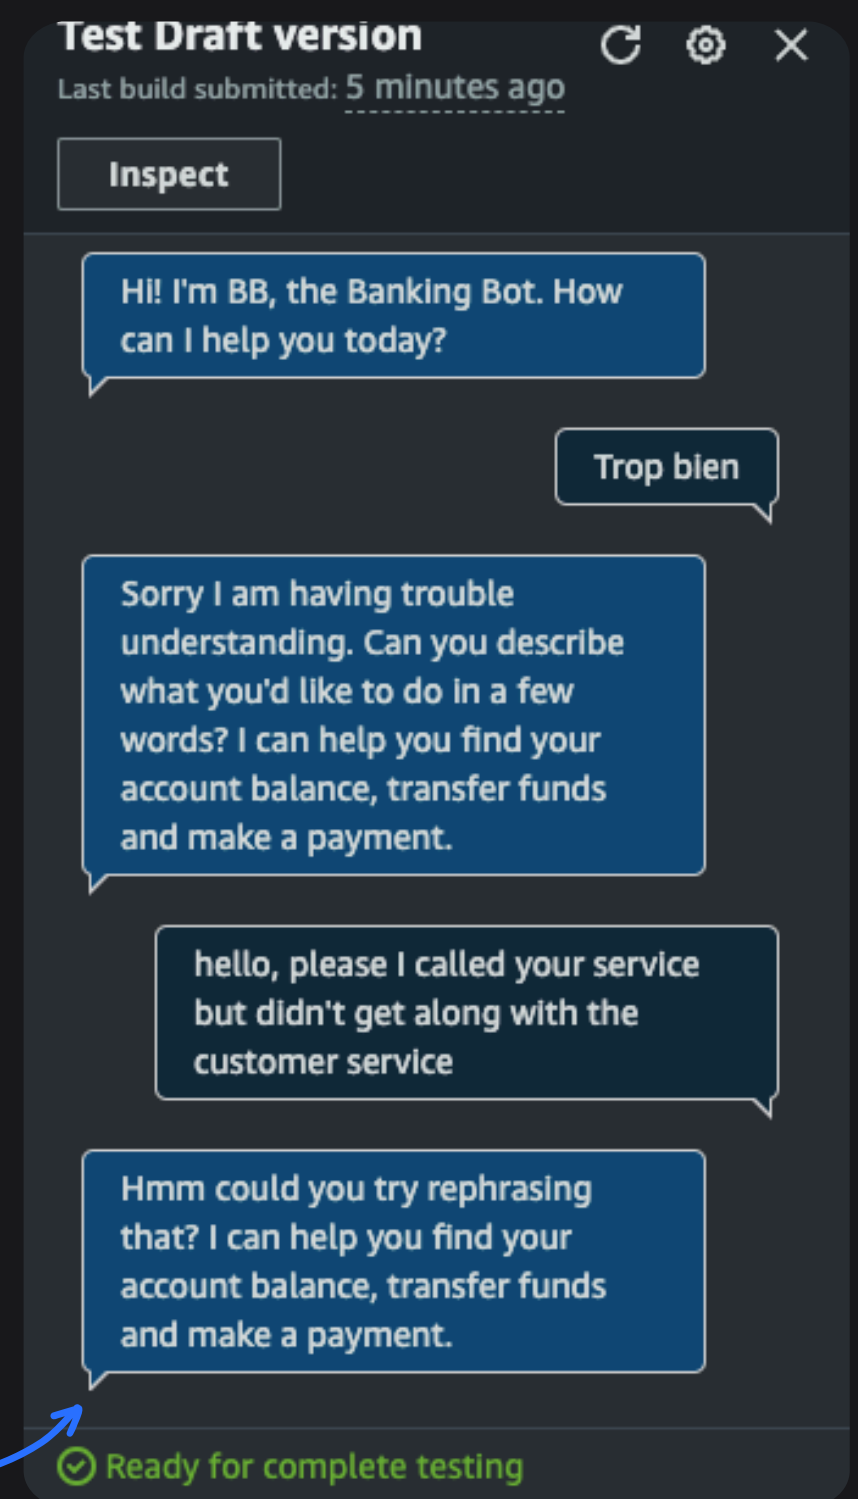 Test Draft version
Last build submitted: 5 minutes ago
Inspect
Hi! I'm BB, the Banking Bot. How
can I help you today?
Trop bien
Sorry I am having trouble
understanding. Can you describe
what you'd like to do in a few
words? I can help you find your
account balance, transfer funds
and make a payment.
hello, please I called your service
but didn't get along with the
customer service
Hmm could you try rephrasing
that? I can help you find your
account balance, transfer funds
and make a payment.
Ready for complete testing